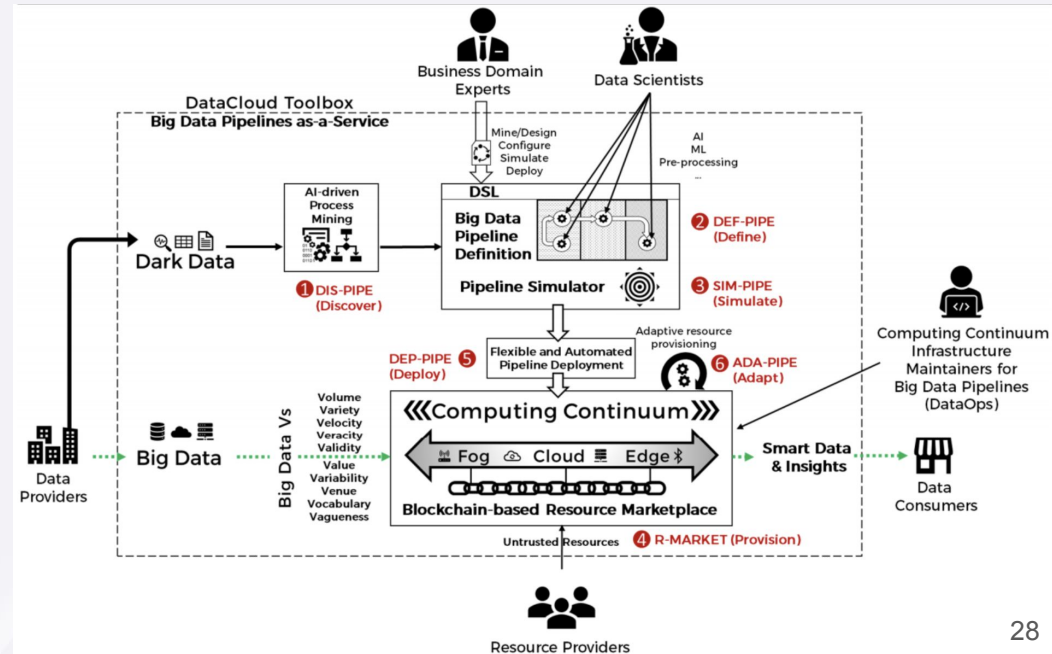 Business Domain
Experts
Data Scientists
DataCloud Toolbox
Big Data Pipelines as-a-Service
Mine/Design
Configure
Simulate
Deploy
AI
ML
Pre-processing
...
AI-driven
Process
Mining
DSL
Big Data
Pipeline
Definition
Pipeline Simulator
2 DEF-PIPE
(Define)
3 SIM-PIPE
(Simulate)
Dark Data
1 DIS-PIPE
(Discover)
Computing Continuum
Infrastructure
Maintainers for
Big Data Pipelines
(DataOps)
DEP-PIPE 5
(Deploy)
Flexible and Automated
Pipeline Deployment
Adaptive resource
provisioning
6 ADA-PIPE
(Adapt)
Data
Providers
Big Data
Big Data Vs
Volume
Variety
Velocity
Veracity
Validity
Value
Variability
Venue
Vocabulary
Vagueness
Computing Continuum
Fog Cloud Edge
Blockchain-based Resource Marketplace
Smart Data
& Insights
Data
Consumers
Untrusted Resources
4 R-MARKET (Provision)
Resource Providers
28